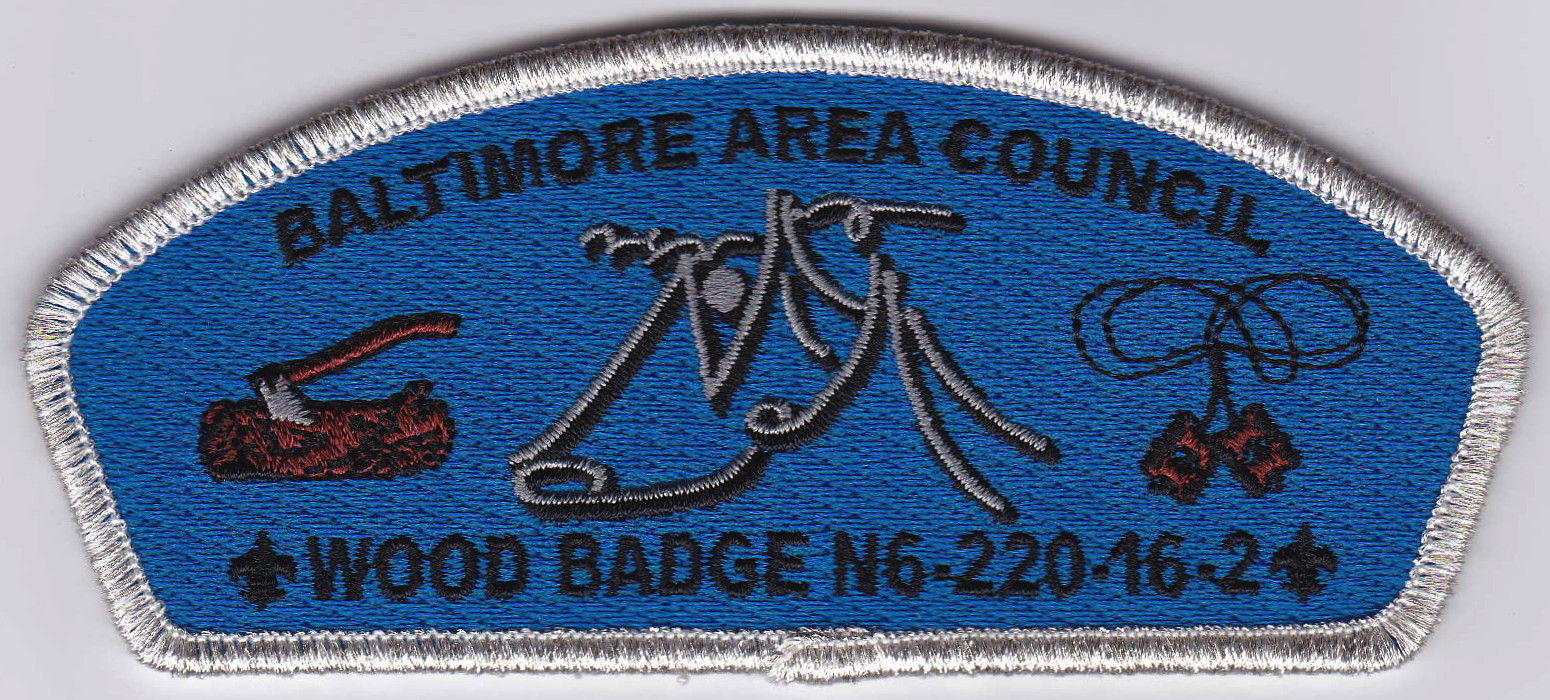 BALTIMORE AREA COUNCIL
WOOD BADGE N6-220-16-2